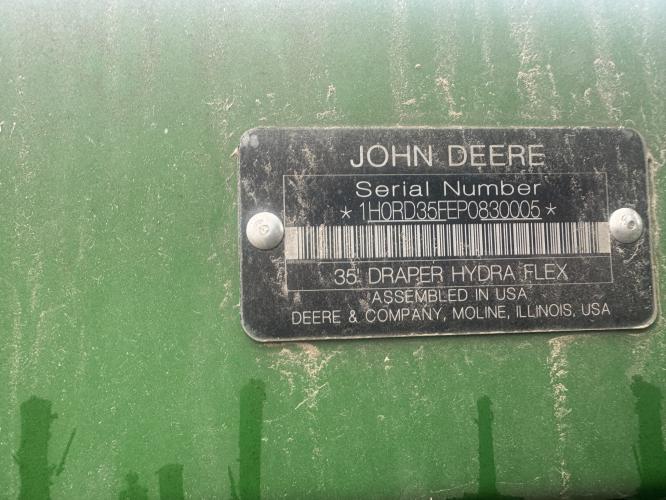 JOHN DEERE
Serial Number
*1H0RD35FEP0830005*
35' DRAPER HYDRA FLEX
ASSEMBLED IN USA
DEERE & COMPANY, MOLINE, ILLINOIS, USA